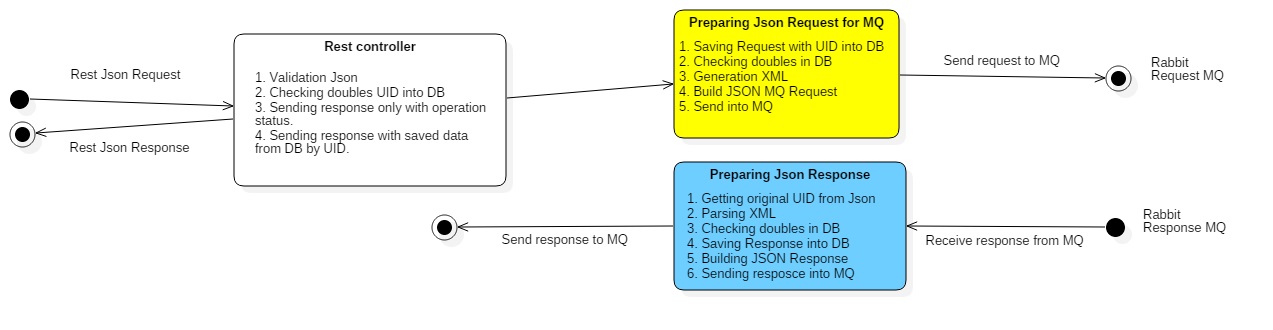 Rest Json Request
Rest Json Response
Rest controller
1. Validation Json
2. Checking doubles UID into DB
3. Sending response only with operation
status.
4. Sending response with saved data
from DB by UID.
Preparing Json Request for MQ
1. Saving Request with UID into DB
2. Checking doubles in DB
3. Generation XML
4. Build JSON MQ Request
5. Send into MQ
Send request to MQ
Rabbit
Request MQ
Preparing Json Response
1. Getting original UID from Json
2. Parsing XML
3. Checking doubles in DB
4. Saving Response into DB
5. Building JSON Response
6. Sending resposce into MQ
Send response to MQ
Receive response from MQ
Rabbit
Response MQ